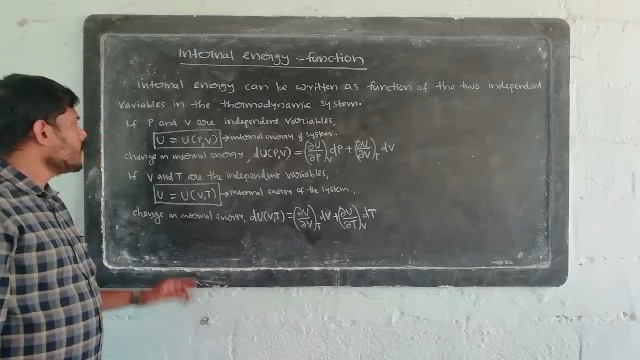 Internal energy - function
Internal energy can be written as function of the two independent
variables in the thermodynamic system.
If P and V are independent variables,
U = U(P,V) → internal energy of system.
change in internal energy, dU(P,V) = (∂U/∂P)_V dP + (∂U/∂V)_P dV
If V and T are the independent variables,
U = U(V,T) → internal energy of the system.
change in internal energy, dU(V,T) = (∂U/∂V)_T dV + (∂U/∂T)_V dT